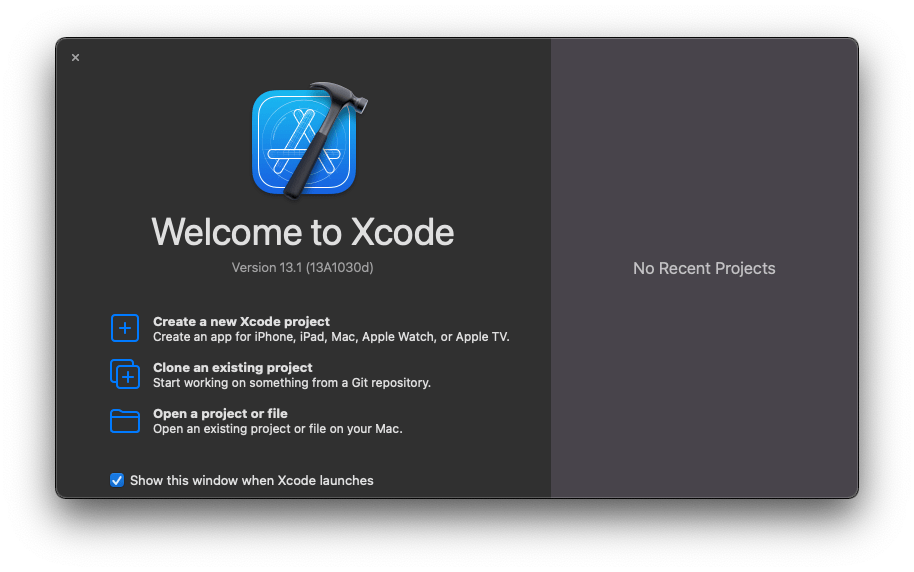 Welcome to Xcode
Version 13.1 (13A1030d)
Create a new Xcode project
Create an app for iPhone, iPad, Mac, Apple Watch, or Apple TV.
Clone an existing project
Start working on something from a Git repository.
Open a project or file
Open an existing project or file on your Mac.
Show this window when Xcode launches
No Recent Projects